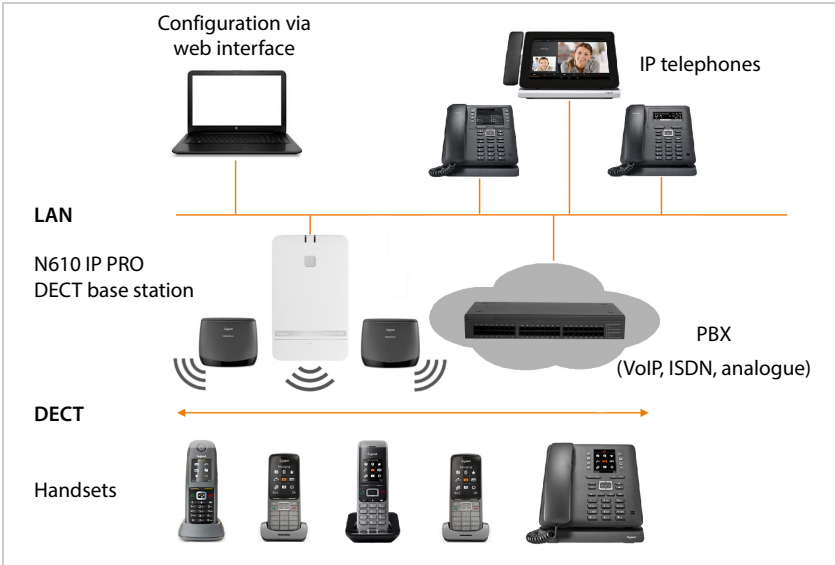 Configuration via
web interface
IP telephones
LAN
N610 IP PRO
DECT base station
PBX
(VoIP, ISDN, analogue)
DECT
Handsets